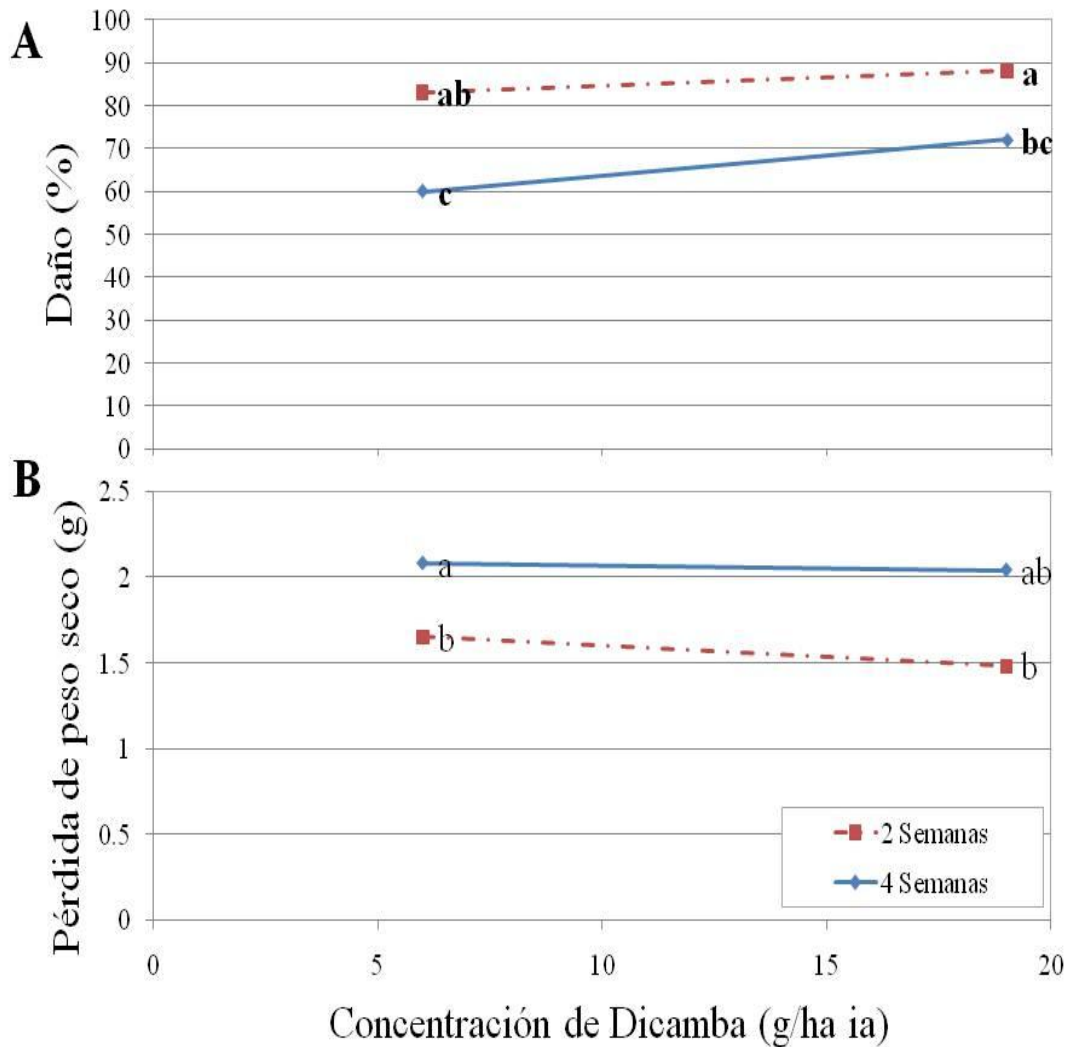 A
100
90
80
70
60
50
40
30
20
10
0
Daño (%)
ab
a
c
bc
B
2.5
2
1.5
1
0.5
0
Pérdida de peso seco (g)
a
ab
b
b
2 Semanas
4 Semanas
0 5 10 15 20
Concentración de Dicamba (g/ha ia)